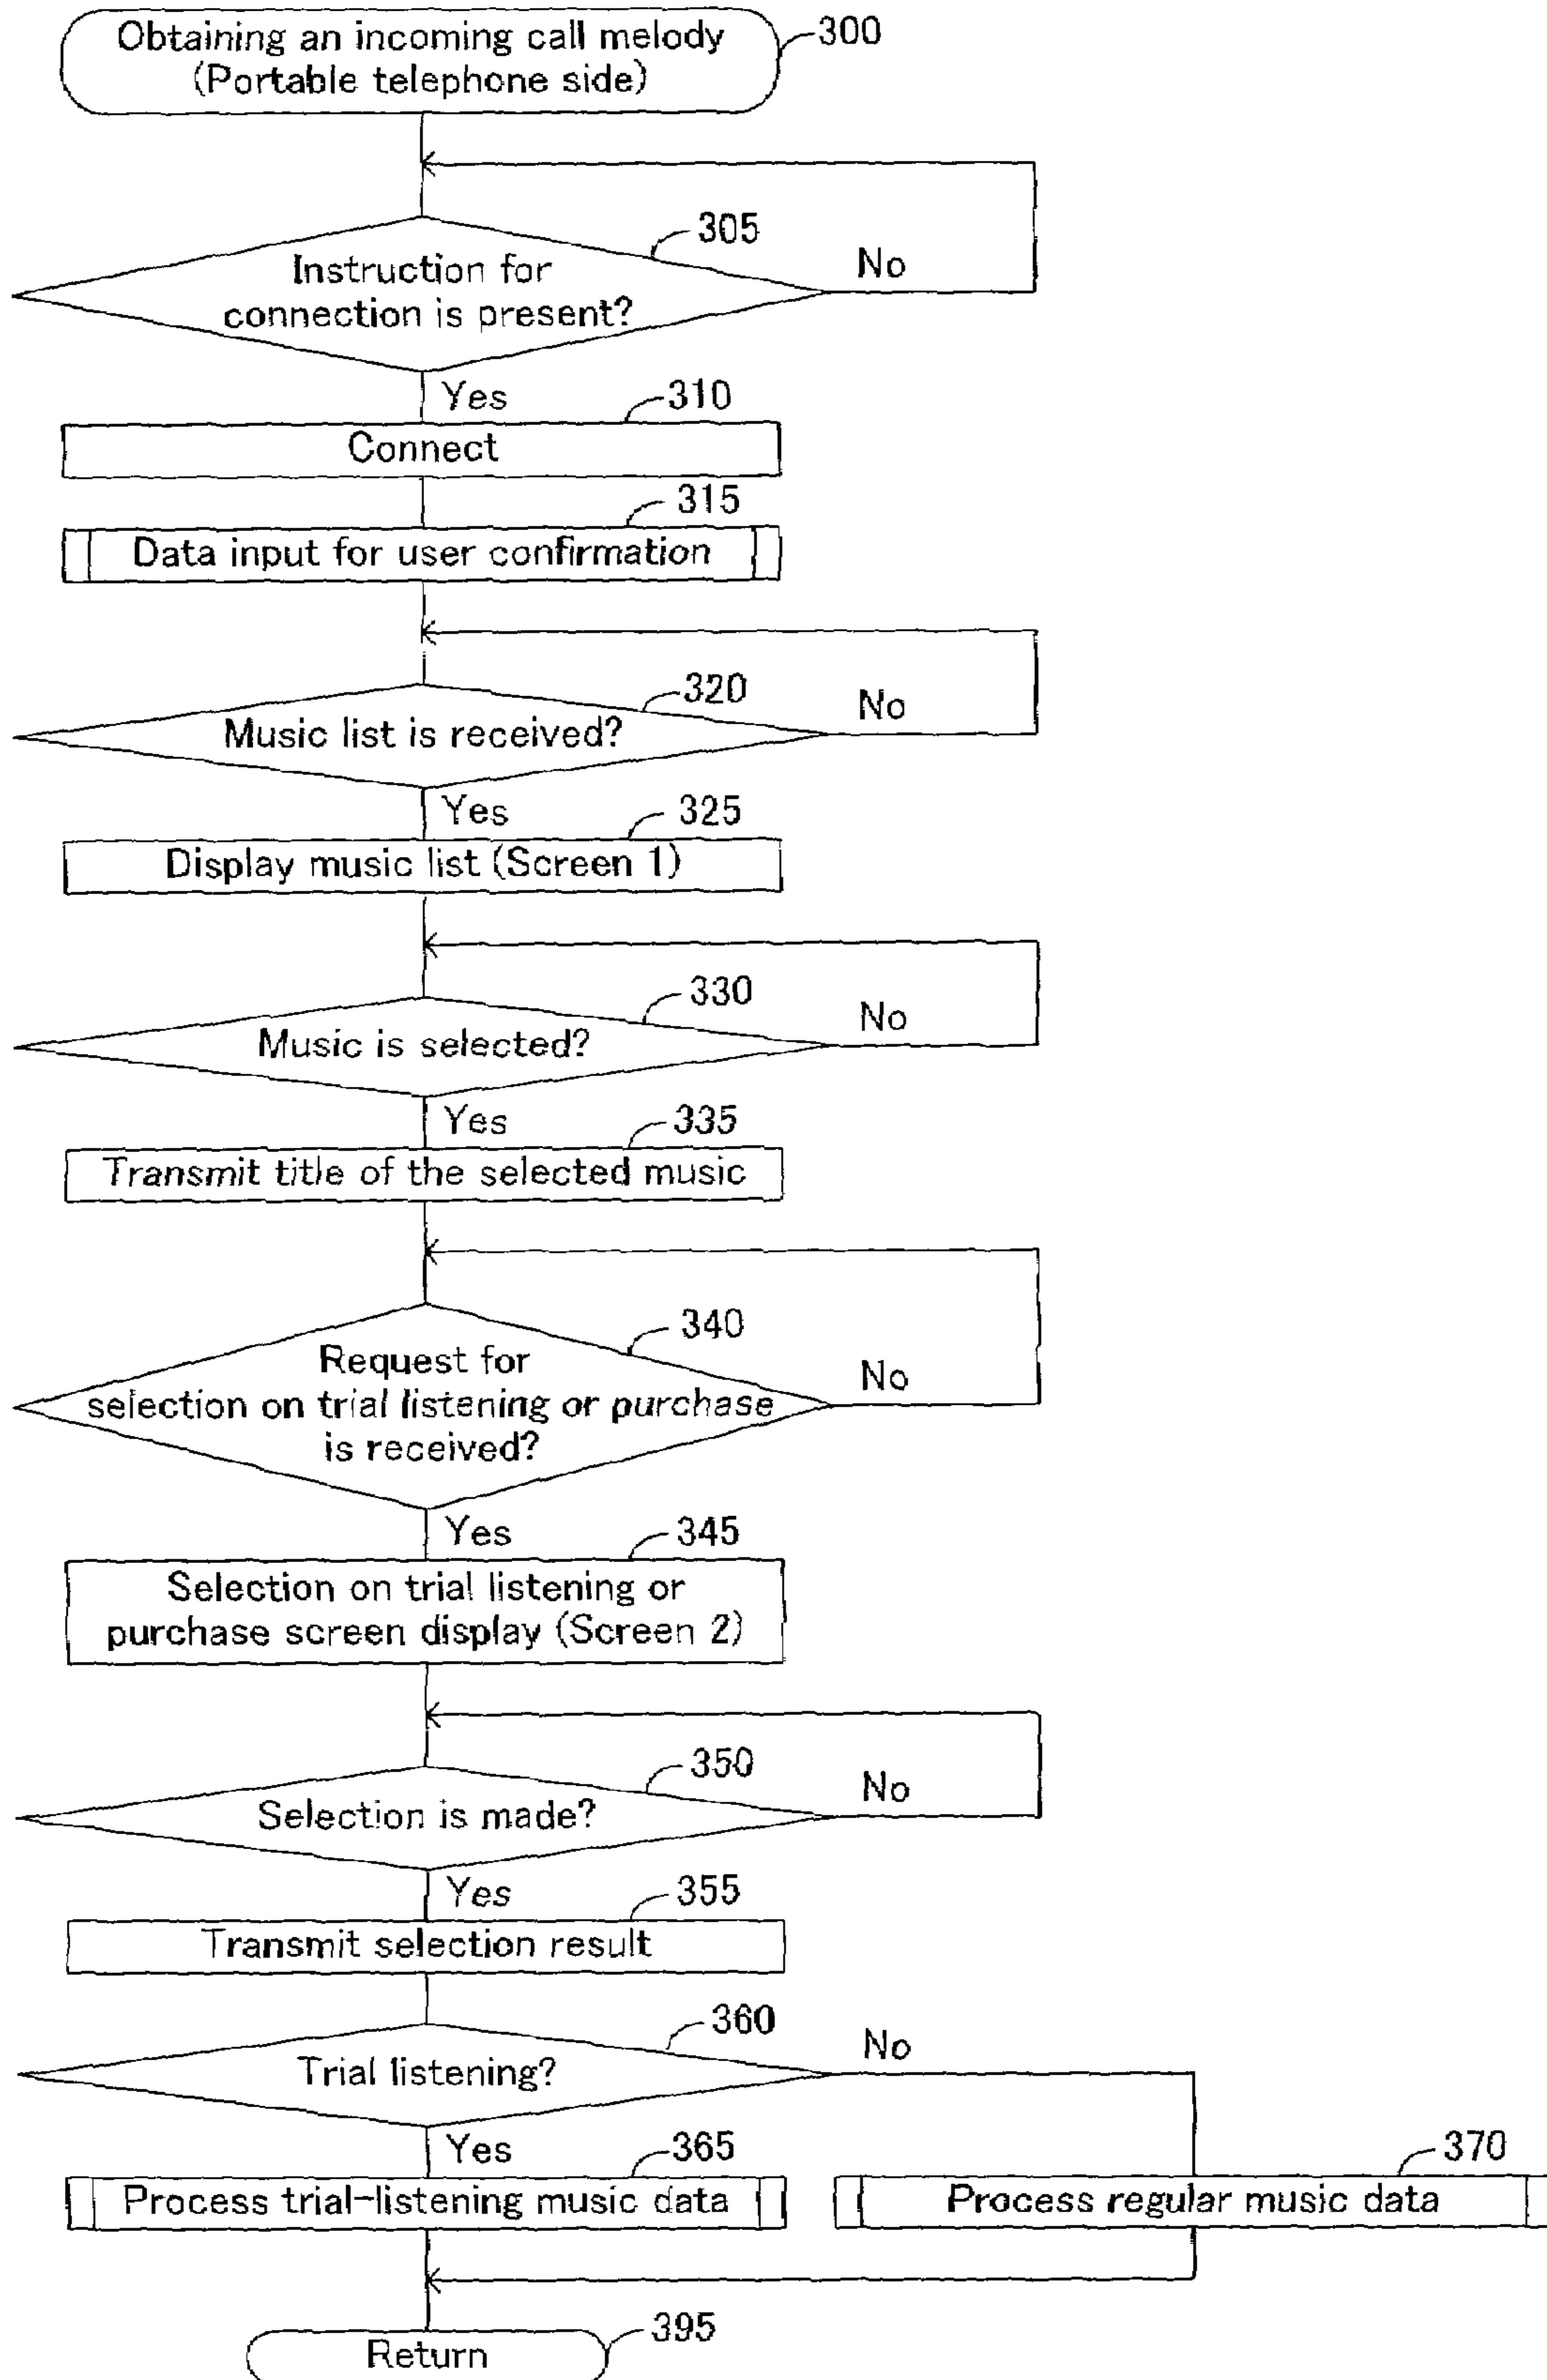 Obtaining an incoming call melody
(Portable telephone side)
300
305
Instruction for
connection is present?
No
Yes
310
Connect
315
Data input for user confirmation
320
Music list is received?
No
Yes
325
Display music list (Screen 1)
330
Music is selected?
No
Yes
335
Transmit title of the selected music
340
Request for
selection on trial listening or purchase
is received?
No
Yes
345
Selection on trial listening or
purchase screen display (Screen 2)
350
Selection is made?
No
Yes
355
Transmit selection result
360
Trial listening?
No
Yes
365
Process trial-listening music data
370
Process regular music data
395
Return